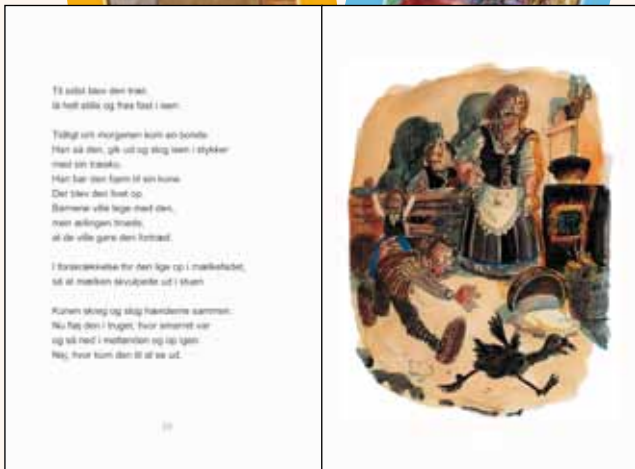 Til sidst blev den træt,
lå helt stille og frøs fast i isen.
Tidligt om morgenen kom en bonde.
Han så den, gik ud og slog isen i stykker
med sin træsko.
Han bar den hjem til sin kone.
Der blev den livet op.
Børnene ville lege med den,
men ællingen troede,
at de ville gøre den fortræd.
I forskrækkelse for den lige op i mælkefadet,
så at mælken skvulpede ud i stuen.
Konen skreg og slog hænderne sammen.
Nu fløj den i truget, hvor smørret var
og så ned i meltønden og op igen.
Nej, hvor kom den til at se ud.